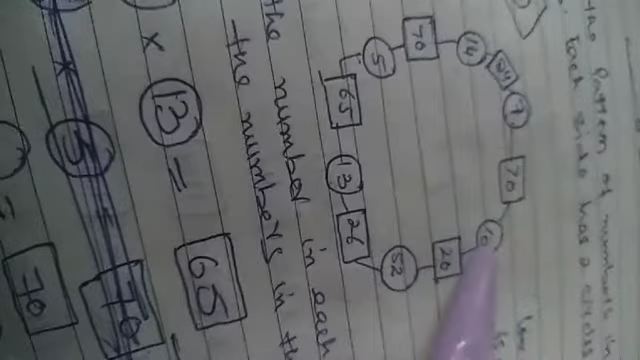 the Pattern of numbers in
Each side has a circle
7 70 10
14
70 20
5 52
65 13 26
the number in each
the numbers in th
× 13 = 65
× 5 = 70
= 70